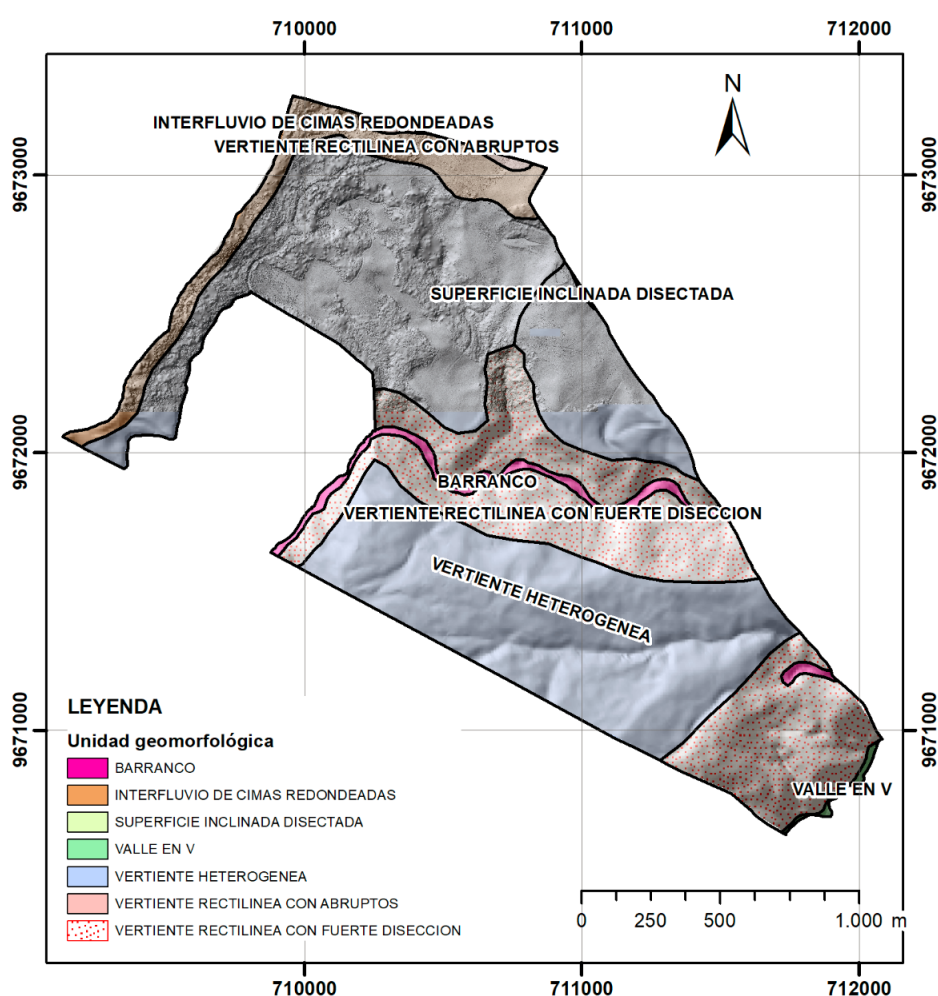 710000 711000 712000
N
INTERFLUVIO DE CIMAS REDONDEADAS
VERTIENTE RECTILINEA CON ABRUPTOS
9673000 9673000
SUPERFICIE INCLINADA DISECTADA
9672000 9672000
BARRANCO
VERTIENTE RECTILINEA CON FUERTE DISECCION
VERTIENTE HETEROGENEA
9671000 9671000
VALLE EN V
LEYENDA
Unidad geomorfológica
BARRANCO
INTERFLUVIO DE CIMAS REDONDEADAS
SUPERFICIE INCLINADA DISECTADA
VALLE EN V
VERTIENTE HETEROGENEA
VERTIENTE RECTILINEA CON ABRUPTOS
VERTIENTE RECTILINEA CON FUERTE DISECCION
0 250 500 1.000 m
710000 711000 712000